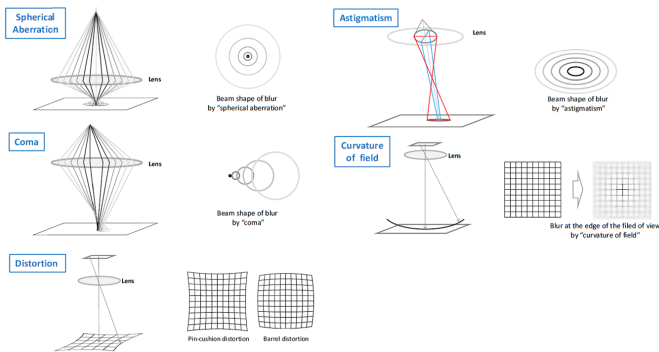 Spherical
Aberration
Lens
Beam shape of blur
by "spherical aberration"
Astigmatism
Lens
Beam shape of blur
by "astigmatism"
Coma
Lens
Beam shape of blur
by "coma"
Curvature
of field
Lens
Blur at the edge of the filed of view
by "curvature of field"
Distortion
Lens
Pin-cushion distortion
Barrel distortion